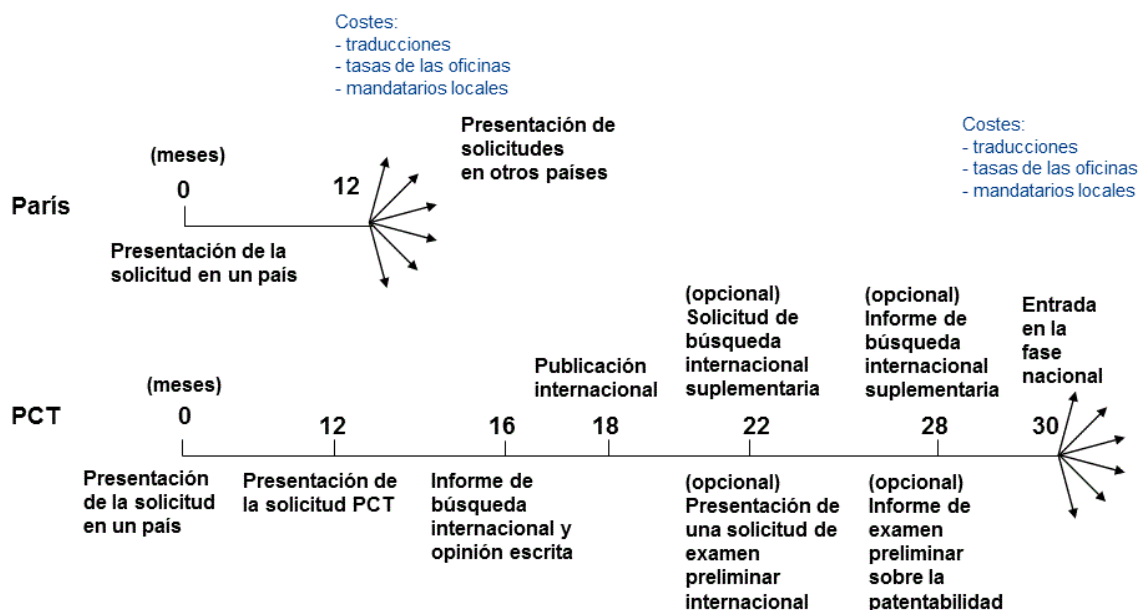 Costes:
- traducciones
- tasas de las oficinas
- mandatarios locales
Presentación de
solicitudes
en otros países
Costes:
- traducciones
- tasas de las oficinas
- mandatarios locales
(meses)
0
12
París
Presentación de la
solicitud en un país
(opcional)
Solicitud de
búsqueda
internacional
suplementaria
(opcional)
Informe de
búsqueda
internacional
suplementaria
Entrada
en la
fase
nacional
Publicación
internacional
(meses)
PCT
0
12
16
18
22
28
30
Presentación
de la solicitud
en un país
Presentación de
la solicitud PCT
Informe de
búsqueda
internacional y
opinión escrita
(opcional)
Presentación de
una solicitud de
examen
preliminar
internacional
(opcional)
Informe de
examen
preliminar
sobre la
patentabilidad